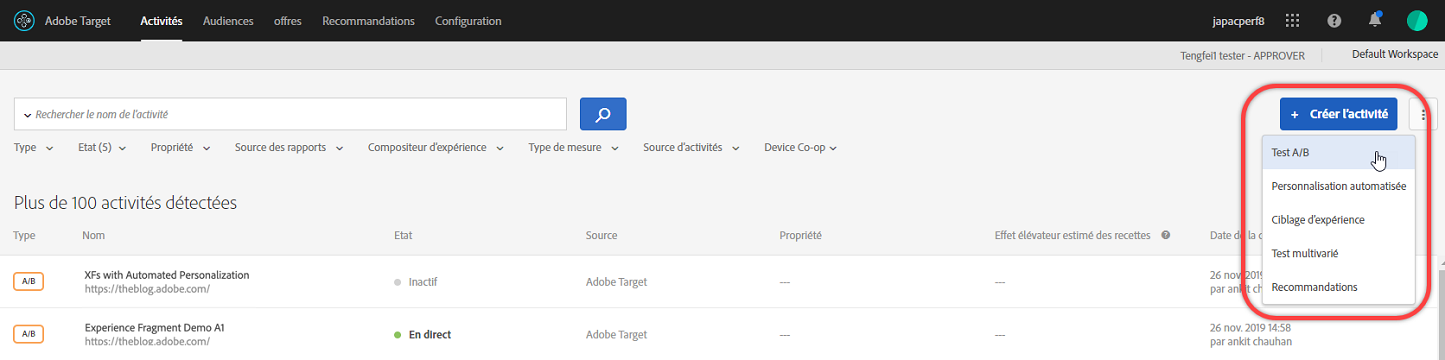 Adobe Target Activités Audiences offres Recommandations Configuration japacperf8
Tengfei1 tester - APPROVER Default Workspace
Rechercher le nom de l'activité
+ Créer l'activité
Type Etat (5) Propriété Source des rapports Compositeur d'expérience Type de mesure Source d'activités Device Co-op
Test A/B
Personnalisation automatisée
Ciblage d'expérience
Test multivarié
Recommandations
Plus de 100 activités détectées
Type Nom Etat Source Propriété Effet élévateur estimé des recettes Date de la
A/B XFs with Automated Personalization Inactif Adobe Target --- --- 26 nov. 2019
https://theblog.adobe.com/ par ankit
A/B Experience Fragment Demo A1 En direct Adobe Target --- --- 26 nov. 2019 14:58
https://theblog.adobe.com/ par ankit chauhan